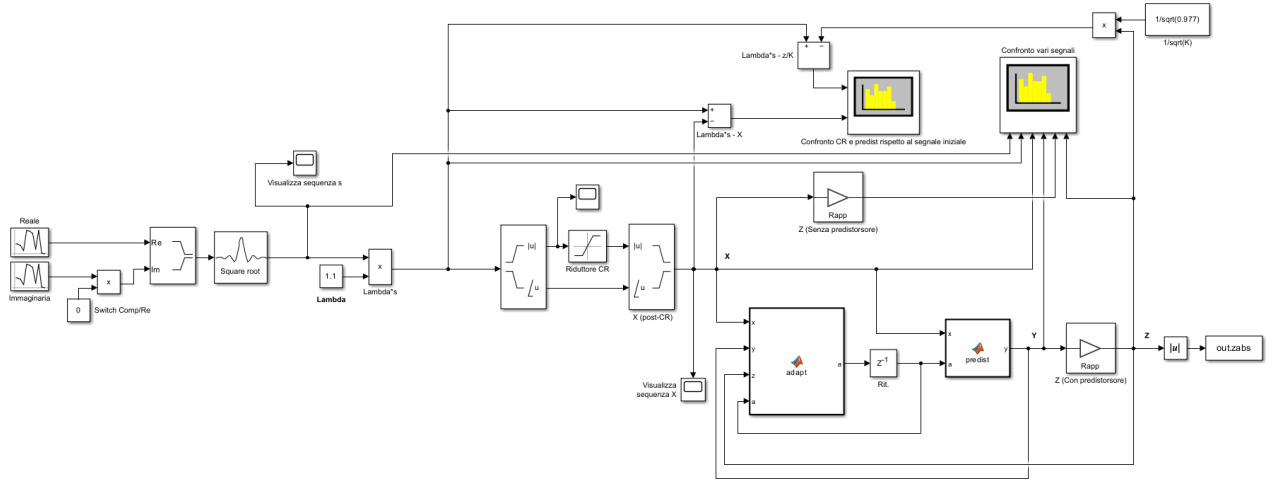 1/sqrt(0.977)
1/sqrt(K)
x
+ −
Lambda*s - z/K
Confronto vari segnali
+
−
Lambda*s - X
Confronto CR e predist rispetto al segnale iniziale
Visualizza sequenza s
Rapp
Z (Senza predistorsore)
Reale
Re
Im
Immaginaria
x
0
Switch Comp/Re
Square root
1.1
Lambda
x
Lambda*s
|u|
∠u
Riduttore CR
|u|
∠u
X (post-CR)
X
Visualizza
sequenza X
x
y
z
a
adapt
a
Z-1
Rit.
x
a
predist
y
Y
Rapp
Z (Con predistorsore)
Z
|u|
out.zabs